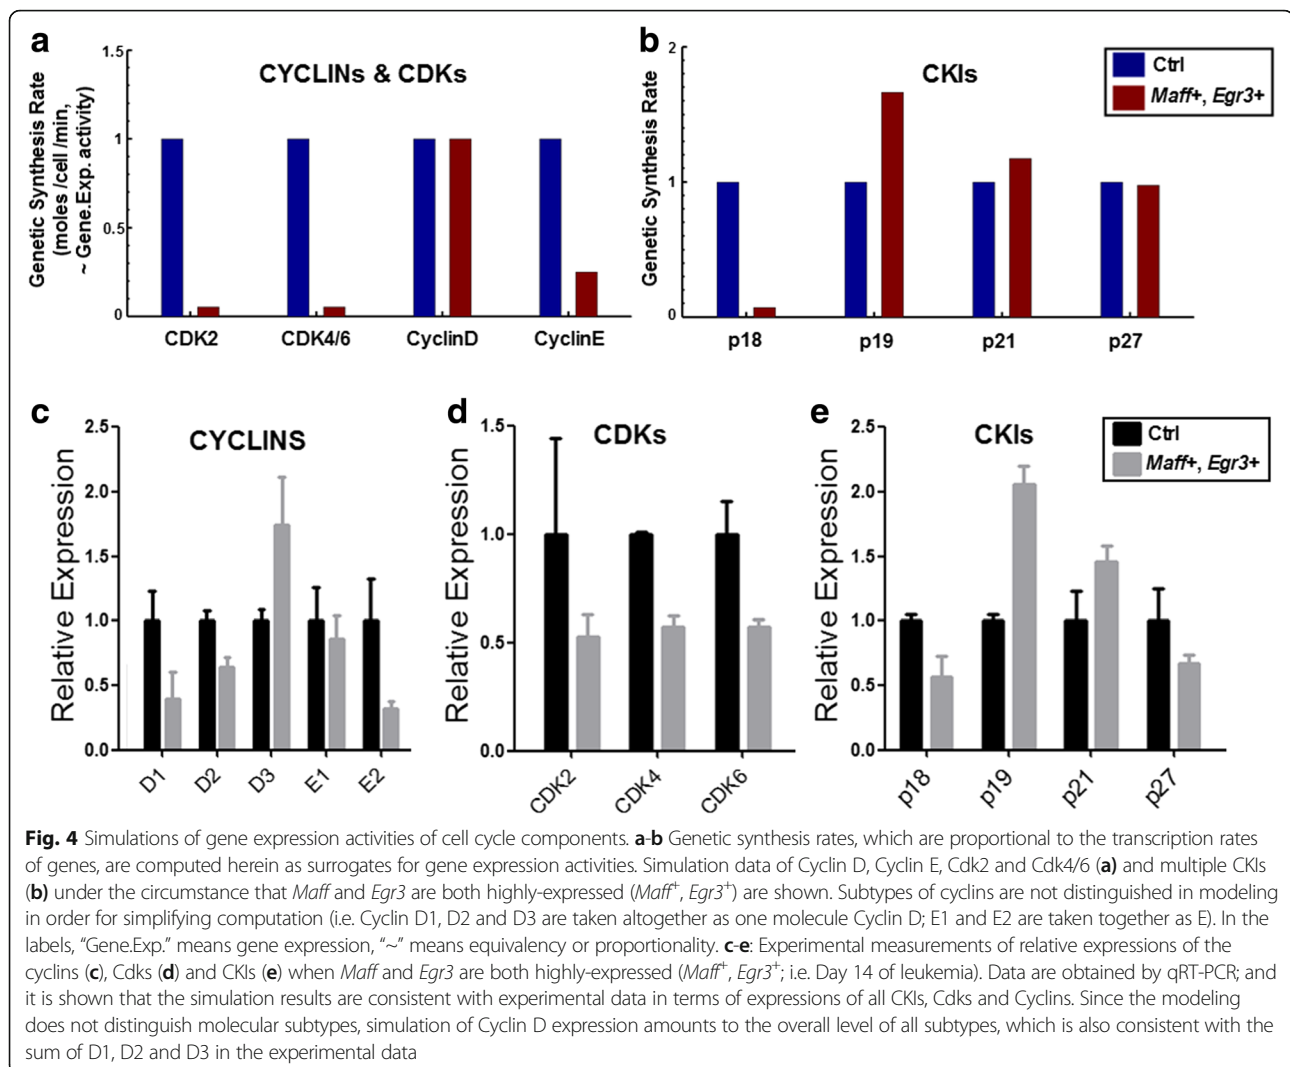 a
CYCLINs & CDKs
Genetic Synthesis Rate
(moles /cell /min,
~ Gene.Exp. activity)
1.5
1
0.5
0
CDK2 CDK4/6 CyclinD CyclinE
b
CKIs
Genetic Synthesis Rate
2
1
0
p18 p19 p21 p27
Ctrl
Maff+, Egr3+
c
CYCLINS
Relative Expression
2.5
2.0
1.5
1.0
0.5
0.0
D1 D2 D3 E1 E2
d
CDKs
Relative Expression
1.5
1.0
0.5
0.0
CDK2 CDK4 CDK6
e
CKIs
Relative Expression
2.5
2.0
1.5
1.0
0.5
0.0
p18 p19 p21 p27
Ctrl
Maff+, Egr3+
Fig. 4 Simulations of gene expression activities of cell cycle components. a-b Genetic synthesis rates, which are proportional to the transcription rates
of genes, are computed herein as surrogates for gene expression activities. Simulation data of Cyclin D, Cyclin E, Cdk2 and Cdk4/6 (a) and multiple CKIs
(b) under the circumstance that Maff and Egr3 are both highly-expressed (Maff⁺, Egr3⁺) are shown. Subtypes of cyclins are not distinguished in modeling
in order for simplifying computation (i.e. Cyclin D1, D2 and D3 are taken altogether as one molecule Cyclin D; E1 and E2 are taken together as E). In the
labels, “Gene.Exp.” means gene expression, “~” means equivalency or proportionality. c-e: Experimental measurements of relative expressions of the
cyclins (c), Cdks (d) and CKIs (e) when Maff and Egr3 are both highly-expressed (Maff⁺, Egr3⁺; i.e. Day 14 of leukemia). Data are obtained by qRT-PCR; and
it is shown that the simulation results are consistent with experimental data in terms of expressions of all CKIs, Cdks and Cyclins. Since the modeling
does not distinguish molecular subtypes, simulation of Cyclin D expression amounts to the overall level of all subtypes, which is also consistent with the
sum of D1, D2 and D3 in the experimental data